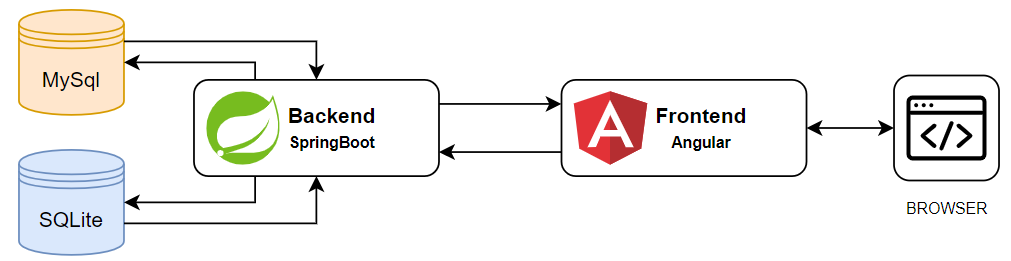 MySql
Backend
SpringBoot
Frontend
Angular
A
</>
SQLite
BROWSER